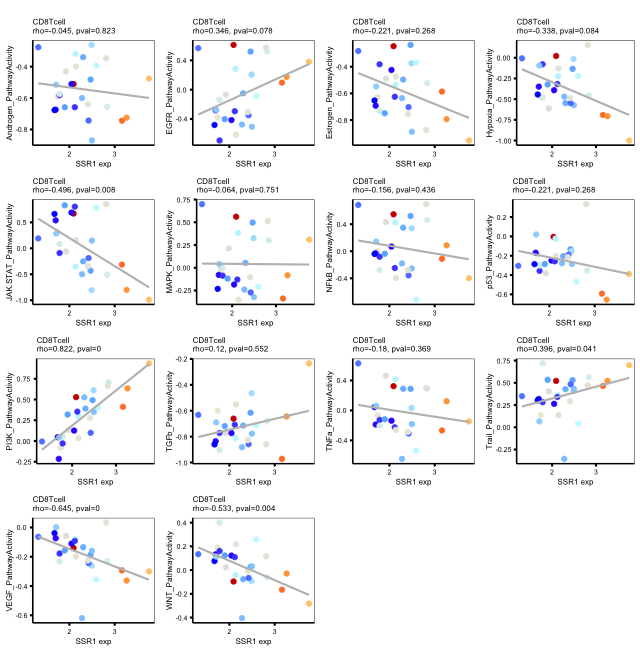 CD8Tcell
rho=-0.045, pval=0.823
Androgen_PathwayActivity
-0.4
-0.6
-0.8
2
3
SSR1 exp
CD8Tcell
rho=0.346, pval=0.078
EGFR_PathwayActivity
0.6
0.3
0.0
-0.3
-0.6
2
3
SSR1 exp
CD8Tcell
rho=-0.221, pval=0.268
Estrogen_PathwayActivity
-0.4
-0.6
-0.8
2
3
SSR1 exp
CD8Tcell
rho=-0.338, pval=0.084
Hypoxia_PathwayActivity
0.00
-0.25
-0.50
-0.75
-1.00
2
3
SSR1 exp
CD8Tcell
rho=-0.496, pval=0.008
JAK.STAT_PathwayActivity
0.5
0.0
-0.5
-1.0
2
3
SSR1 exp
CD8Tcell
rho=-0.064, pval=0.751
MAPK_PathwayActivity
0.75
0.50
0.25
0.00
-0.25
2
3
SSR1 exp
CD8Tcell
rho=-0.156, pval=0.436
NFkB_PathwayActivity
0.4
0.0
-0.4
2
3
SSR1 exp
CD8Tcell
rho=-0.221, pval=0.268
p53_PathwayActivity
0.2
0.0
-0.2
-0.4
-0.6
2
3
SSR1 exp
CD8Tcell
rho=0.822, pval=0
PI3K_PathwayActivity
0.75
0.50
0.25
0.00
-0.25
2
3
SSR1 exp
CD8Tcell
rho=0.12, pval=0.552
TGFb_PathwayActivity
-0.2
-0.4
-0.6
-0.8
-1.0
2
3
SSR1 exp
CD8Tcell
rho=-0.18, pval=0.369
TNFa_PathwayActivity
0.4
0.0
-0.4
2
3
SSR1 exp
CD8Tcell
rho=0.396, pval=0.041
Trail_PathwayActivity
0.75
0.50
0.25
0.00
-0.25
2
3
SSR1 exp
CD8Tcell
rho=-0.645, pval=0
VEGF_PathwayActivity
0.0
-0.2
-0.4
-0.6
2
3
SSR1 exp
CD8Tcell
rho=-0.533, pval=0.004
WNT_PathwayActivity
0.4
0.2
0.0
-0.2
-0.4
2
3
SSR1 exp